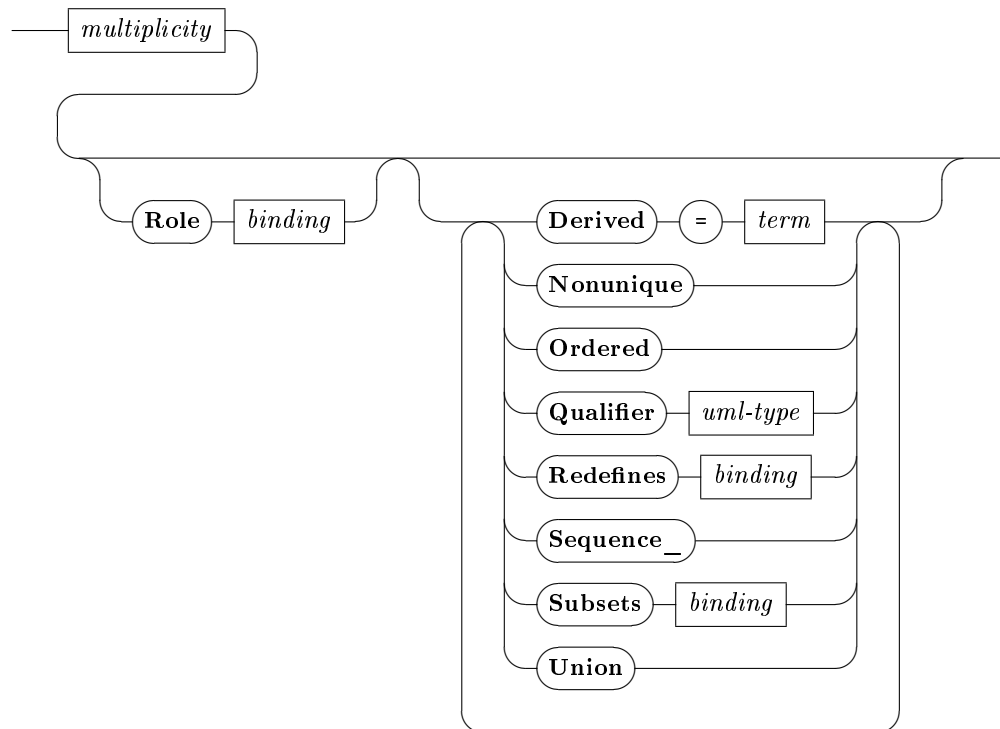 multiplicity
Role binding Derived = term
Nonunique
Ordered
Qualifier uml-type
Redefines binding
Sequence_
Subsets binding
Union